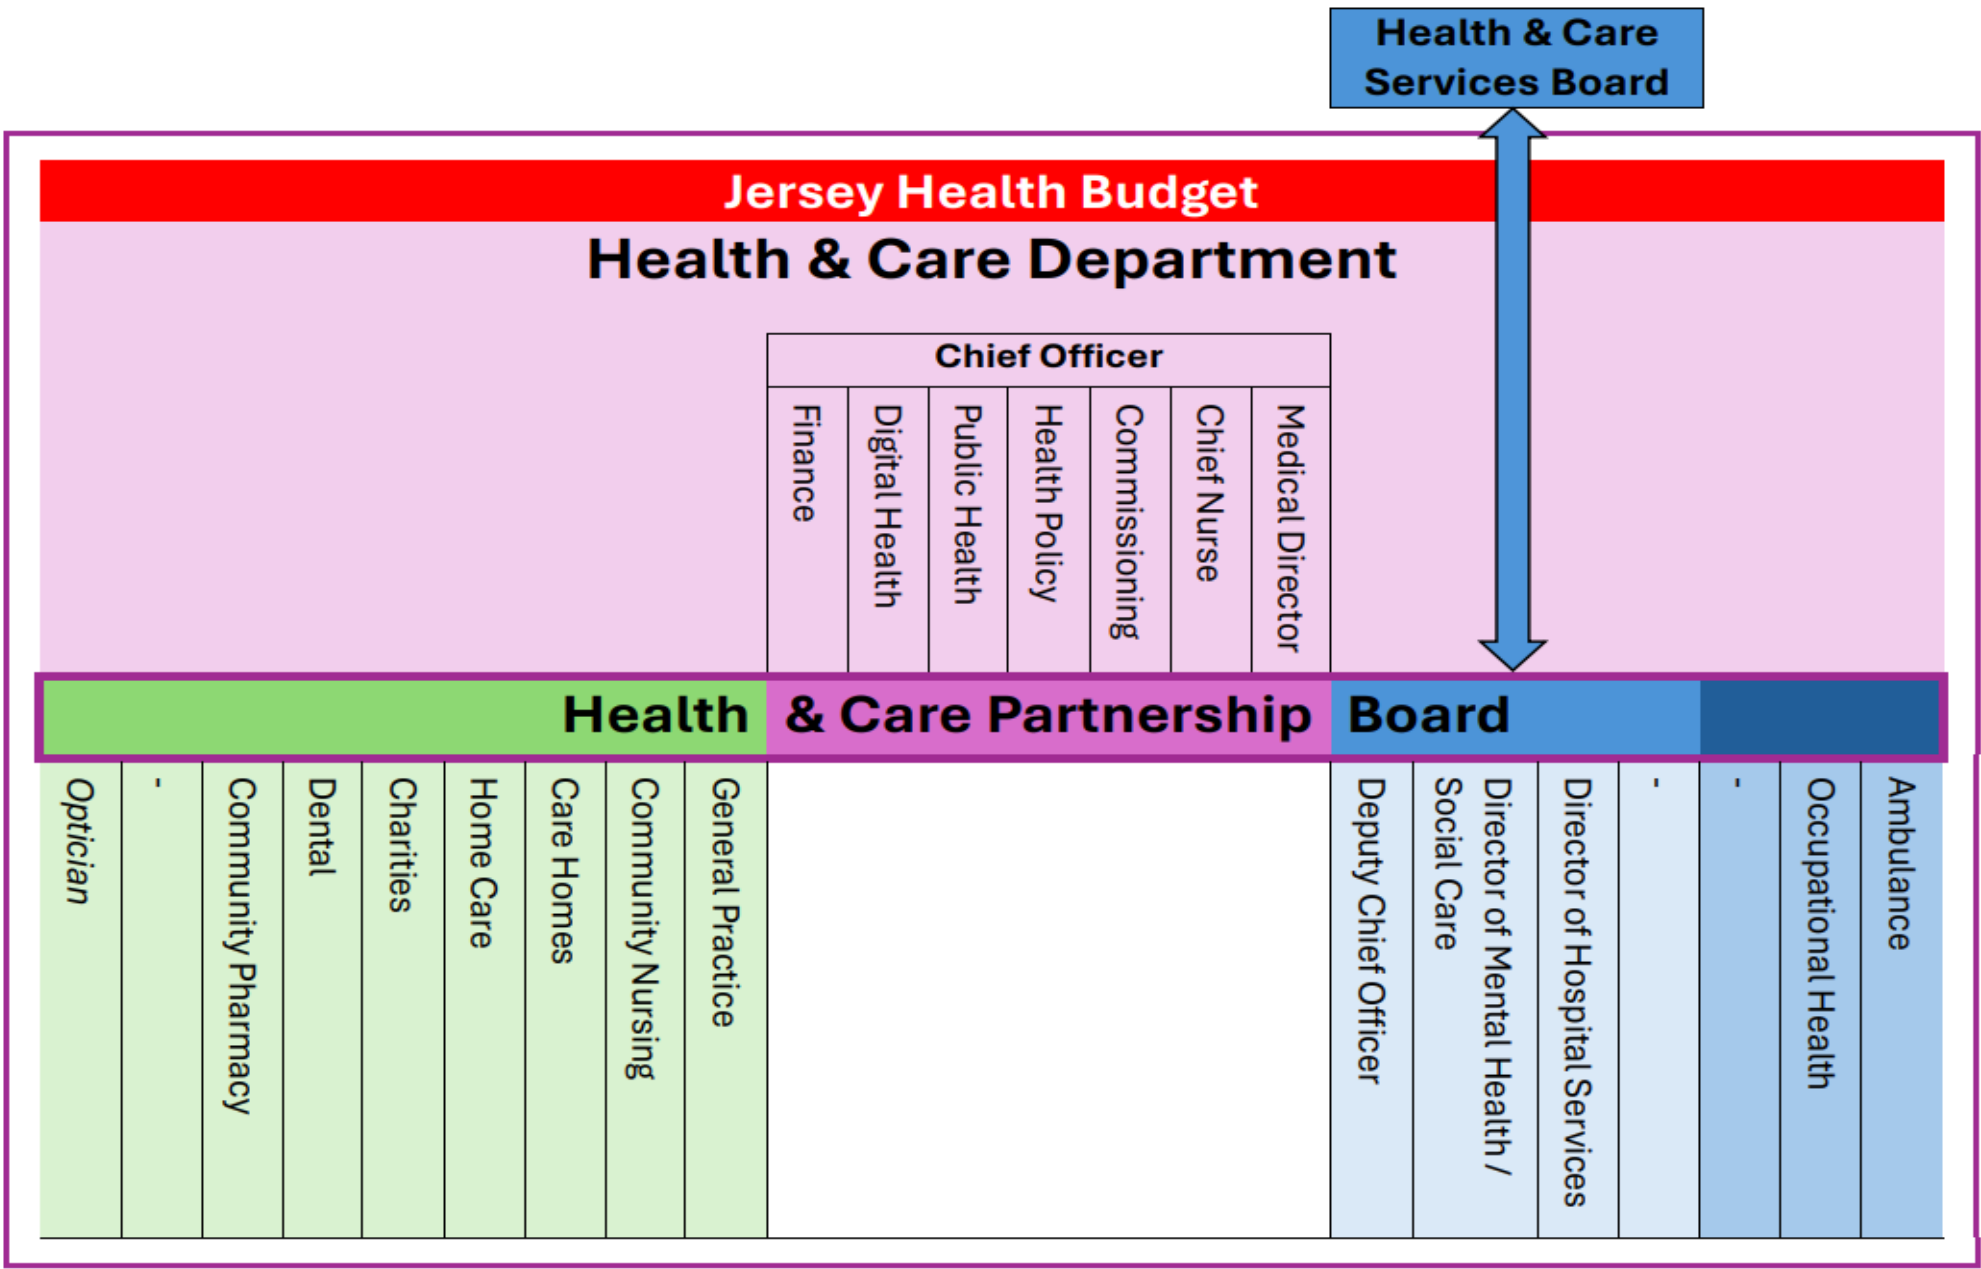 Health & Care
Services Board
Jersey Health Budget
Health & Care Department
Chief Officer
Finance
Digital Health
Public Health
Health Policy
Commissioning
Chief Nurse
Medical Director
Health & Care Partnership Board
Optician
-
Community Pharmacy
Dental
Charities
Home Care
Care Homes
Community Nursing
General Practice
Deputy Chief Officer
Director of Mental Health /
Social Care
Director of Hospital Services
-
-
Occupational Health
Ambulance